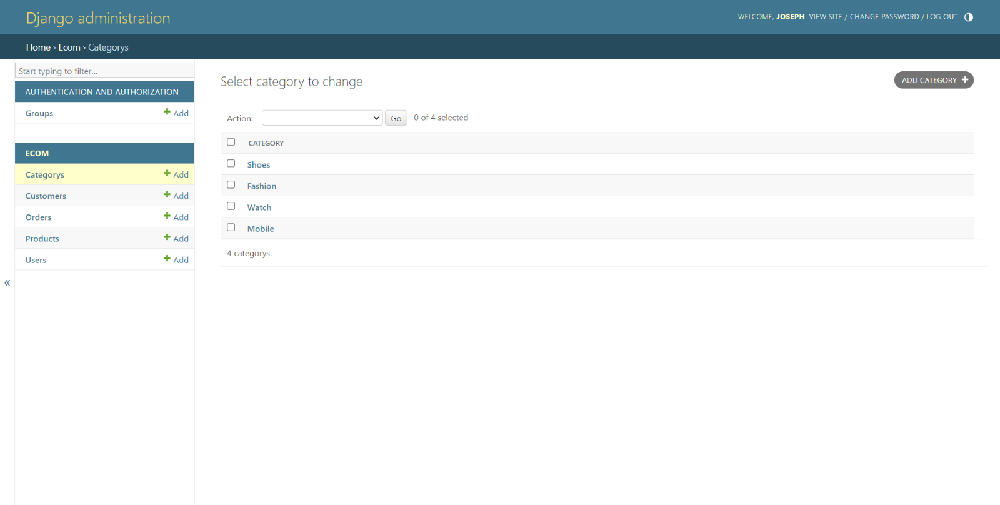 Django administration
WELCOME, JOSEPH. VIEW SITE / CHANGE PASSWORD / LOG OUT
Home › Ecom › Categorys
Start typing to filter...
AUTHENTICATION AND AUTHORIZATION
Groups + Add
ECOM
Categorys + Add
Customers + Add
Orders + Add
Products + Add
Users + Add
«
Select category to change
ADD CATEGORY +
Action: --------- Go 0 of 4 selected
CATEGORY
Shoes
Fashion
Watch
Mobile
4 categorys